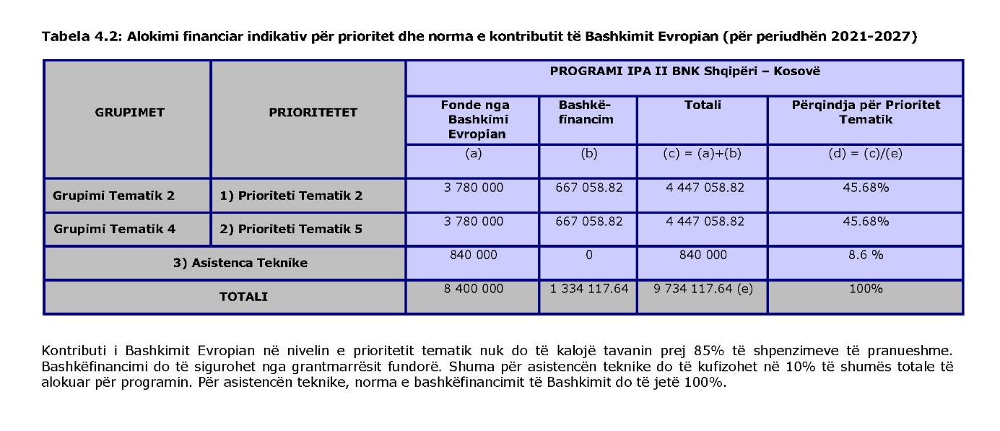 Tabela 4.2: Alokimi financiar indikativ për prioritet dhe norma e kontributit të Bashkimit Evropian (për periudhën 2021-2027)
GRUPIMET
PRIORITETET
PROGRAMI IPA II BNK Shqipëri – Kosovë
Fonde nga
Bashkimi
Evropian
Bashkë-
financim
Totali
Përqindja për Prioritet
Tematik
(a)
(b)
(c) = (a)+(b)
(d) = (c)/(e)
Grupimi Tematik 2
1) Prioriteti Tematik 2
3 780 000
667 058.82
4 447 058.82
45.68%
Grupimi Tematik 4
2) Prioriteti Tematik 5
3 780 000
667 058.82
4 447 058.82
45.68%
3) Asistenca Teknike
840 000
0
840 000
8.6 %
TOTALI
8 400 000
1 334 117.64
9 734 117.64 (e)
100%
Kontributi i Bashkimit Evropian në nivelin e prioritetit tematik nuk do të kalojë tavanin prej 85% të shpenzimeve të pranueshme.
Bashkëfinancimi do të sigurohet nga grantmarrësit fundorë. Shuma për asistencën teknike do të kufizohet në 10% të shumës totale të
alokuar për programin. Për asistencën teknike, norma e bashkëfinancimit të Bashkimit do të jetë 100%.